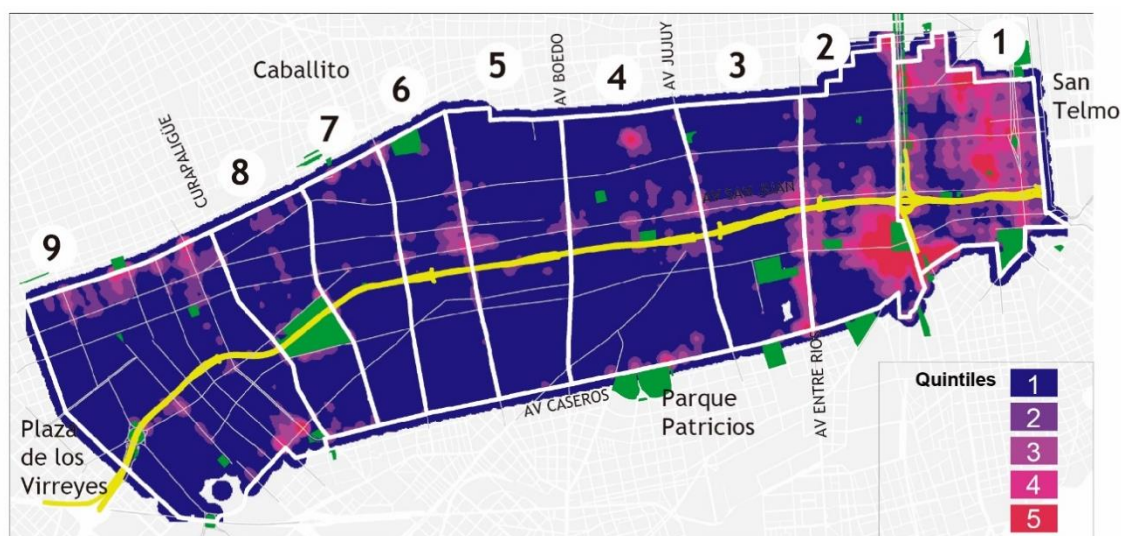 1
2
3
4
5
6
7
8
9
Caballito
San
Telmo
AV BOEDO
AV JUJUY
CURAPALIGÜE
AV SAN JUAN
AV CASEROS
AV ENTRE RIOS
Parque
Patricios
Plaza
de los
Virreyes
Quintiles
1
2
3
4
5